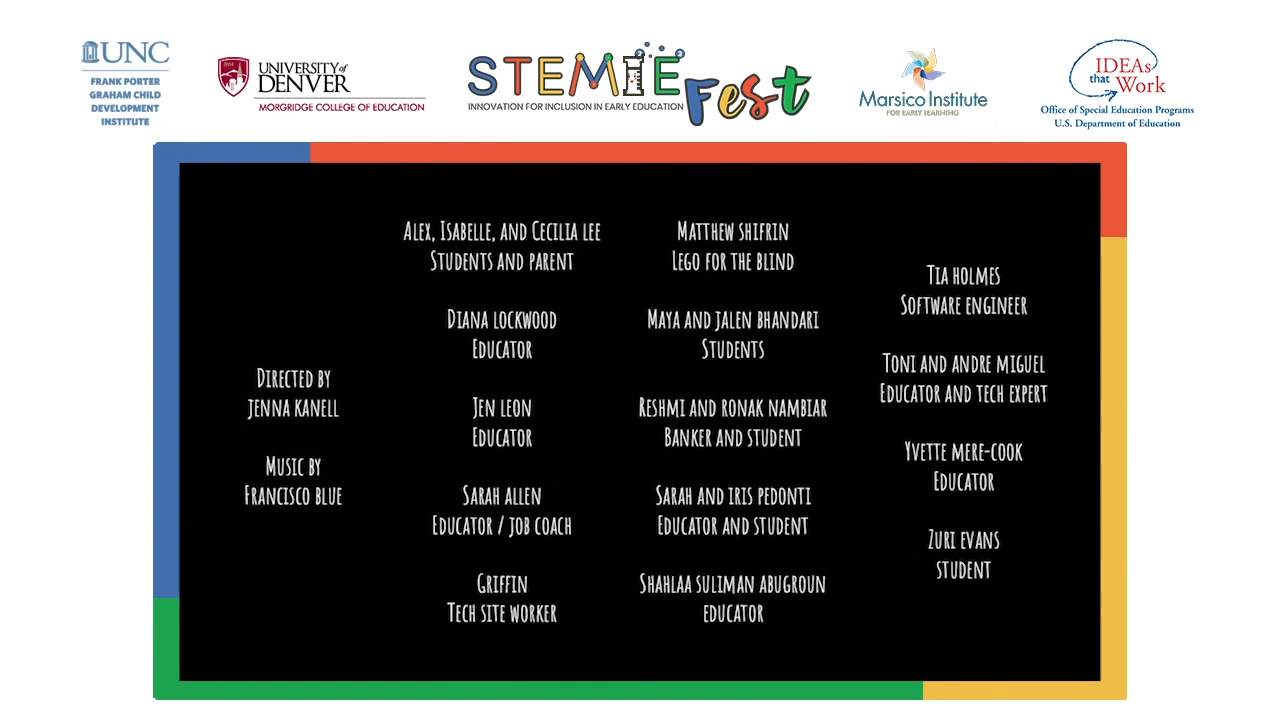 UNC
FRANK PORTER
GRAHAM CHILD
DEVELOPMENT
INSTITUTE
UNIVERSITY of
DENVER
MORGRIDGE COLLEGE OF EDUCATION
STEMIE Fest
INNOVATION FOR INCLUSION IN EARLY EDUCATION
Marsico Institute
FOR EARLY LEARNING
IDEAs
that
Work
Office of Special Education Programs
U.S. Department of Education
Directed by
Jenna Kanell
Music by
Francisco Blue
Alex, Isabelle, and Cecilia Lee
Students and parent
Diana Lockwood
Educator
Jen Leon
Educator
Sarah Allen
Educator / Job Coach
Griffin
Tech site worker
Matthew Shifrin
Lego for the Blind
Maya and Jalen Bhandari
Students
Reshmi and Ronak Nambiar
Banker and student
Sarah and Iris Pedonti
Educator and student
Shahlaa Suliman Abugroun
Educator
Tia Holmes
Software Engineer
Toni and Andre Miguel
Educator and tech expert
Yvette Mere-Cook
Educator
Zuri Evans
Student